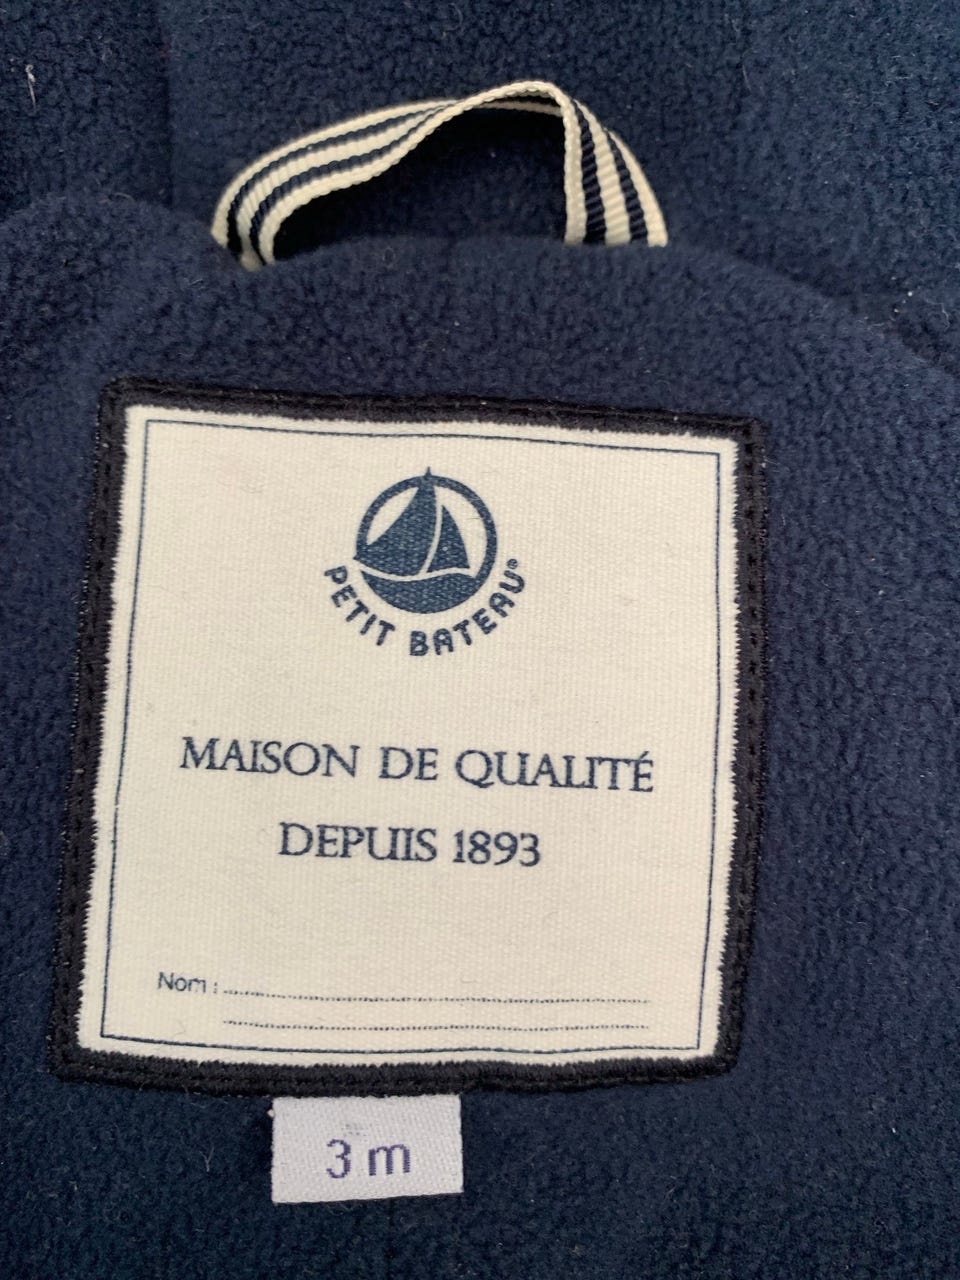 PETIT BATEAU®
MAISON DE QUALITÉ
DEPUIS 1893
Nom :
3 m